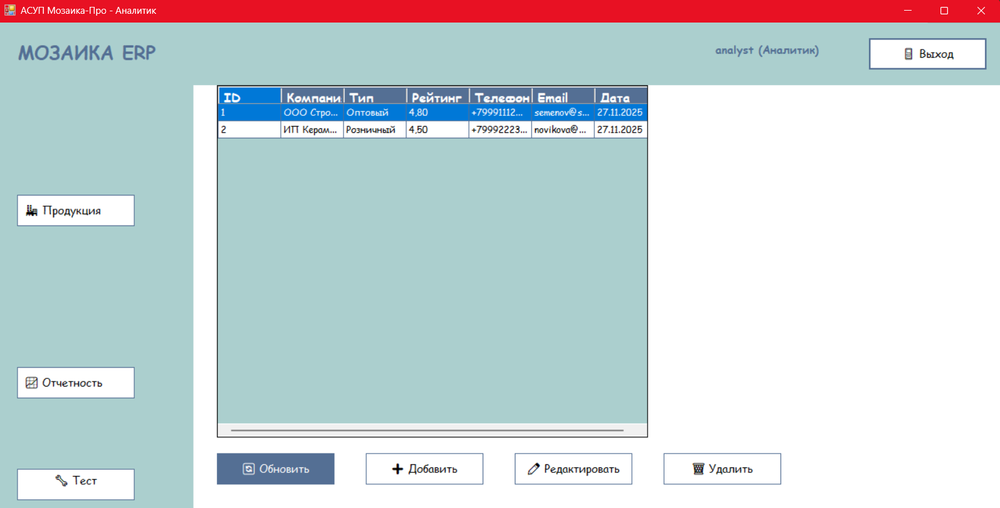 АСУП Мозаика-Про - Аналитик
МОЗАИКА ERP
analyst (Аналитик)
Выход
ID Компани Тип Рейтинг Телефон Email Дата
1 ООО Стро... Оптовый 4,80 +79991112... semenov@s... 27.11.2025
2 ИП Керам... Розничный 4,50 +79992223... novikova@... 27.11.2025
Продукция
Отчетность
Тест
Обновить
Добавить
Редактировать
Удалить